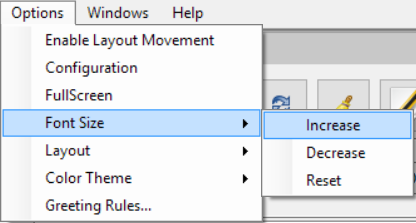 Options Windows Help
Enable Layout Movement
Configuration
FullScreen
Font Size
Increase
Layout
Decrease
Color Theme
Reset
Greeting Rules...